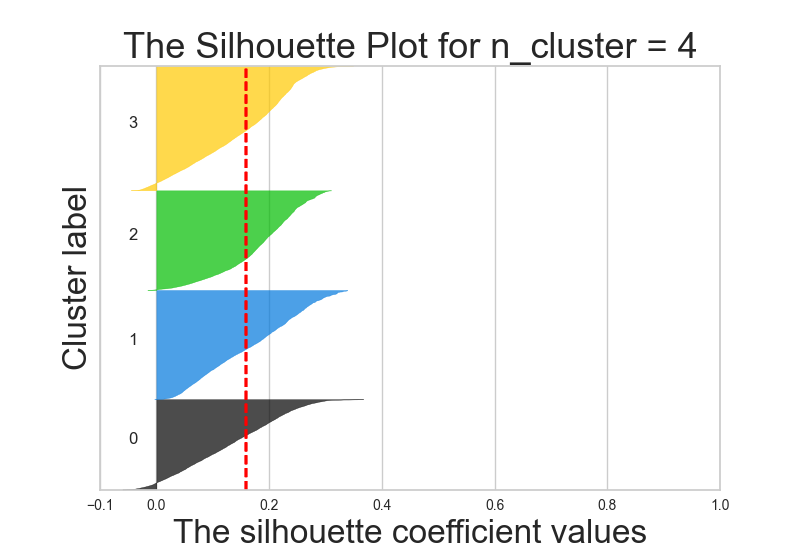 The Silhouette Plot for n_cluster = 4
Cluster label
3
2
1
0
−0.1 0.0 0.2 0.4 0.6 0.8 1.0
The silhouette coefficient values